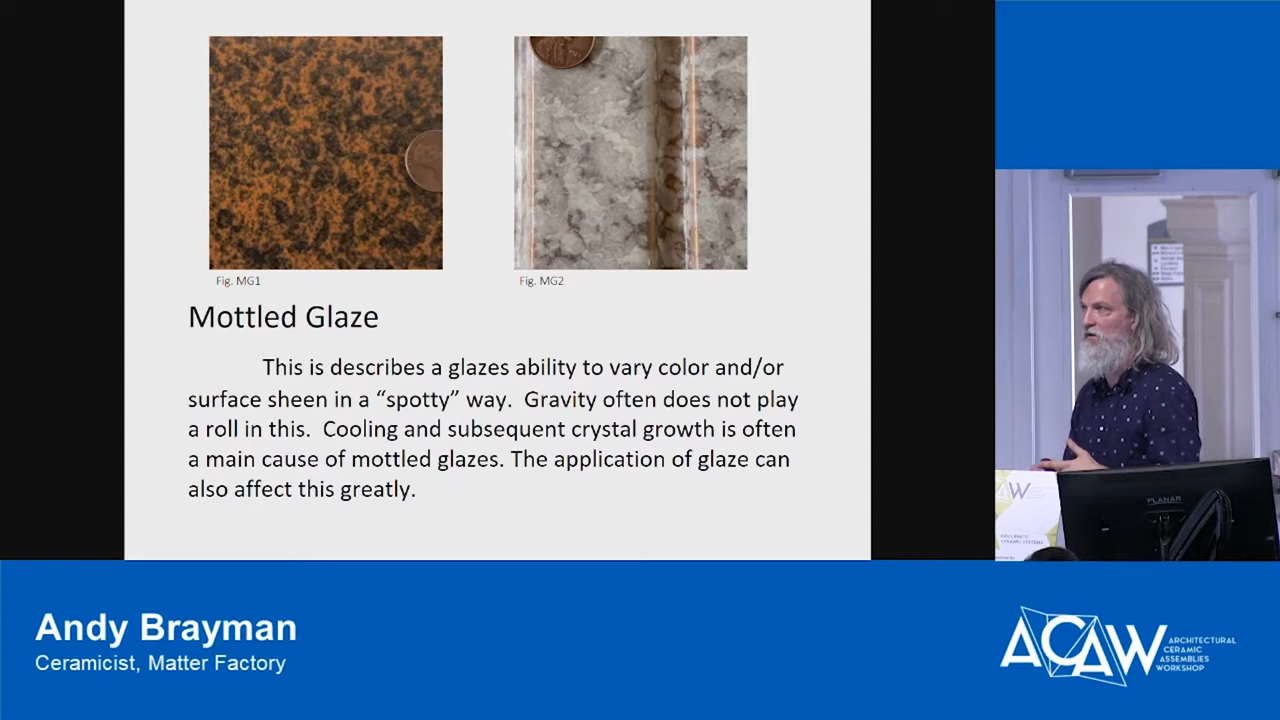 Fig. MG1
Fig. MG2
Mottled Glaze
This is describes a glazes ability to vary color and/or
surface sheen in a “spotty” way. Gravity often does not play
a roll in this. Cooling and subsequent crystal growth is often
a main cause of mottled glazes. The application of glaze can
also affect this greatly.
PLANAR
AW
Andy Brayman
Ceramicist, Matter Factory
ACAW
ARCHITECTURAL
CERAMIC
ASSEMBLIES
WORKSHOP